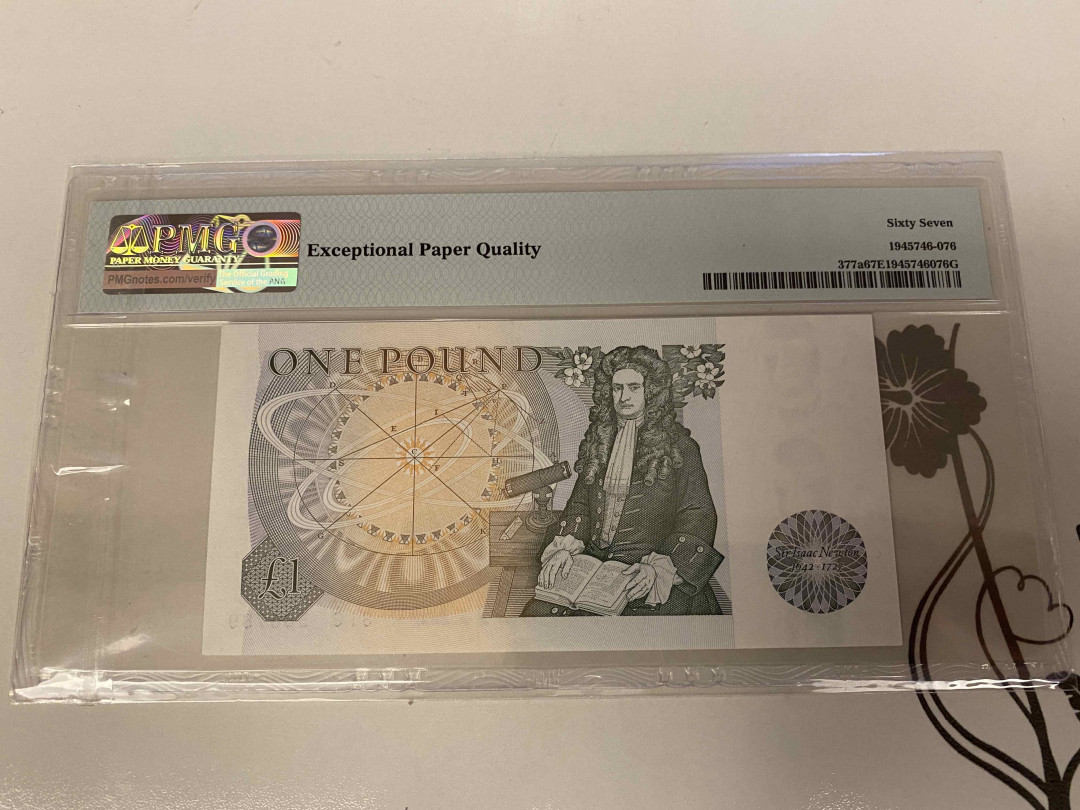 PMG
PAPER MONEY GUARANTY
PMGnotes.com/verify
The Official Grading
Service of the ANA
Exceptional Paper Quality
Sixty Seven
1945746-076
377a67E1945746076G
ONE POUND
£1
Sir Isaac Newton
1642-1727